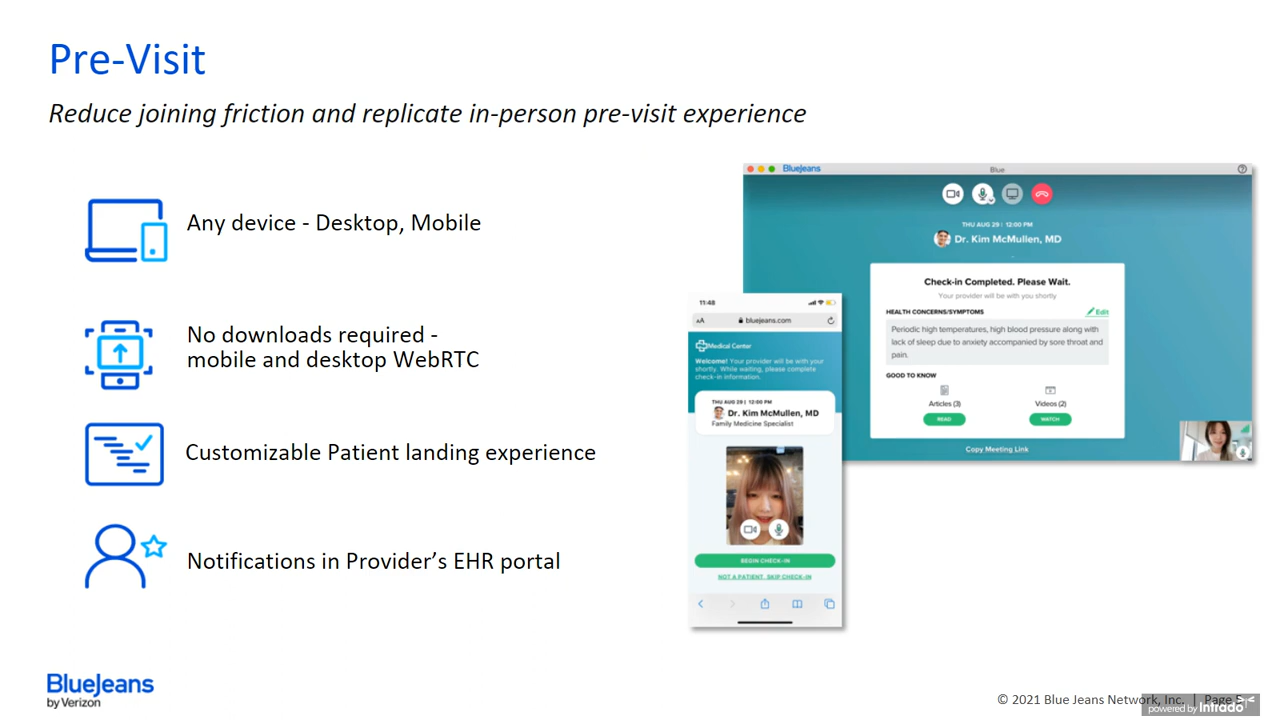 Pre-Visit
Reduce joining friction and replicate in-person pre-visit experience
Any device - Desktop, Mobile
No downloads required -
mobile and desktop WebRTC
Customizable Patient landing experience
Notifications in Provider’s EHR portal
BlueJeans
Blue
THU AUG 29 | 12:00 PM
Dr. Kim McMullen, MD
Check-in Completed. Please Wait.
Your provider will be with you shortly
HEALTH CONCERNS/SYMPTOMS
Edit
Periodic high temperatures, high blood pressure along with
lack of sleep due to anxiety accompanied by sore throat and
pain.
GOOD TO KNOW
Articles (3)
Videos (2)
READ
WATCH
Copy Meeting Link
11:48
AA
bluejeans.com
Medical Center
Welcome! Your provider will be with your
shortly. While waiting, please complete
check-in information.
THU AUG 29 | 12:00 PM
Dr. Kim McMullen, MD
Family Medicine Specialist
BEGIN CHECK-IN
NOT A PATIENT, SKIP CHECK-IN
BlueJeans
by Verizon
© 2021 Blue Jeans Network, Inc. | Page
powered by intrado